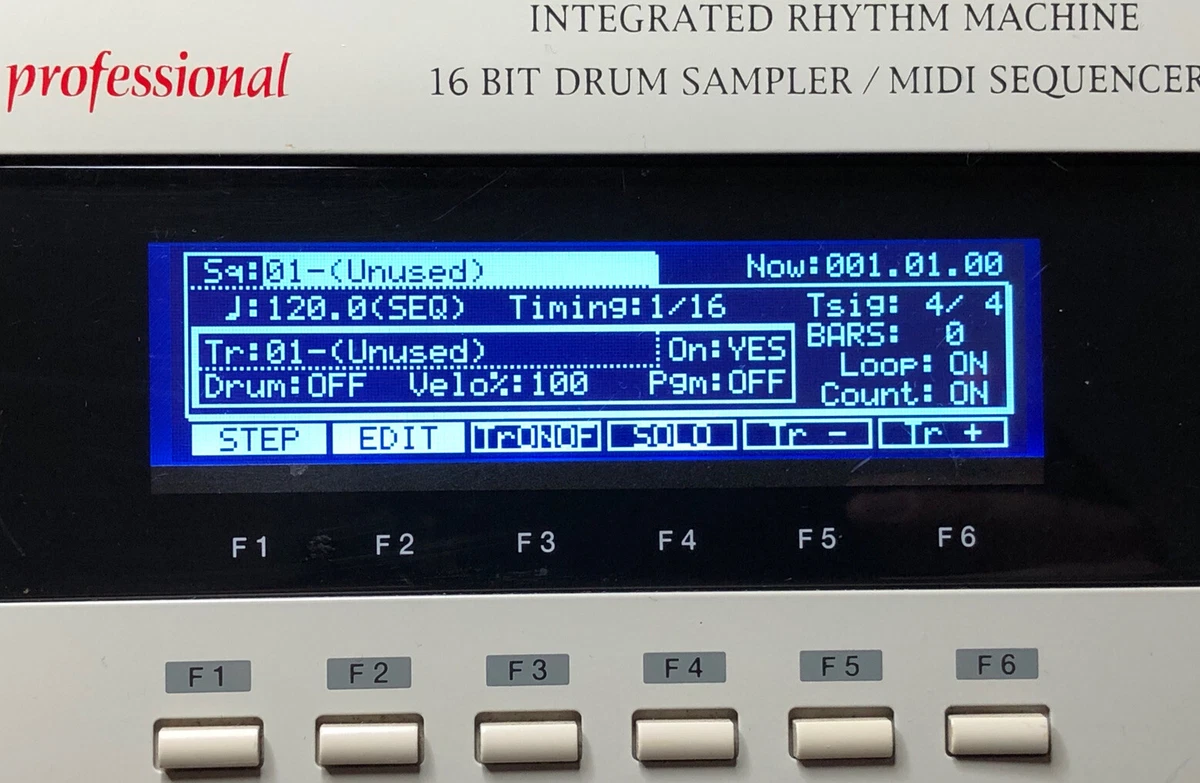 INTEGRATED RHYTHM MACHINE
professional
16 BIT DRUM SAMPLER / MIDI SEQUENCER
Sq:01-(Unused) Now:001.01.00
♩:120.0(SEQ) Timing:1/16 Tsig: 4/ 4
BARS: 0
Tr:01-(Unused) On:YES
Loop: ON
Drum:OFF Velo%:100 Pgm:OFF
Count: ON
STEP EDIT TrONOF SOLO Tr - Tr +
F1 F2 F3 F4 F5 F6
F1 F2 F3 F4 F5 F6